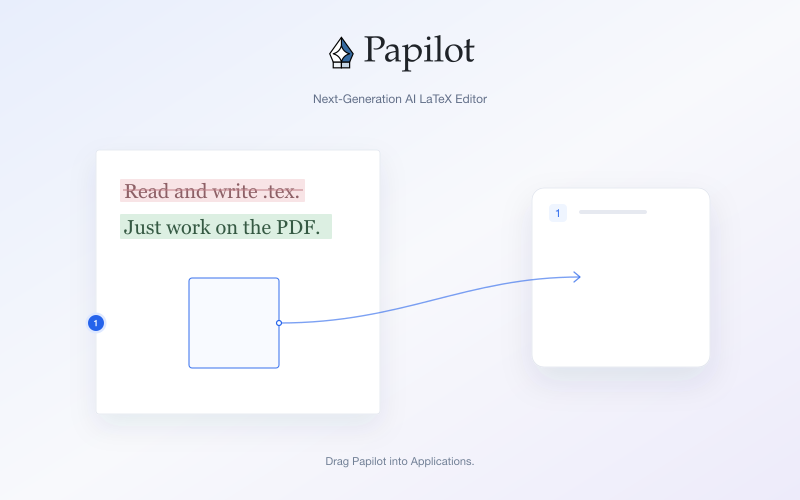 Papilot
Next-Generation AI LaTeX Editor
Read and write .tex.
Just work on the PDF.
1
1
Drag Papilot into Applications.